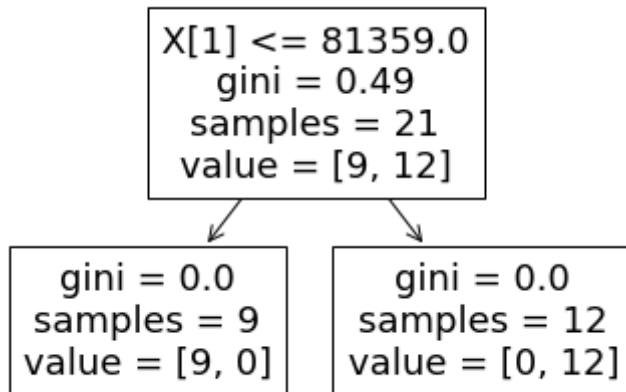 X[1] <= 81359.0
gini = 0.49
samples = 21
value = [9, 12]
gini = 0.0
samples = 9
value = [9, 0]
gini = 0.0
samples = 12
value = [0, 12]